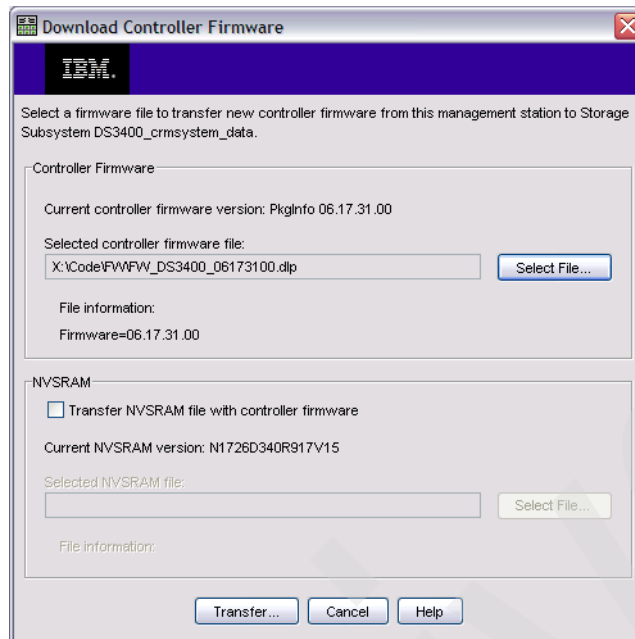 Download Controller Firmware
IBM.
Select a firmware file to transfer new controller firmware from this management station to Storage
Subsystem DS3400_crmsystem_data.
Controller Firmware
Current controller firmware version: PkgInfo 06.17.31.00
Selected controller firmware file:
X:\Code\FW\FW_DS3400_06173100.dlp
Select File...
File information:
Firmware=06.17.31.00
NVSRAM
Transfer NVSRAM file with controller firmware
Current NVSRAM version: N1726D340R917V15
Selected NVSRAM file:
Select File...
File information:
Transfer... Cancel Help